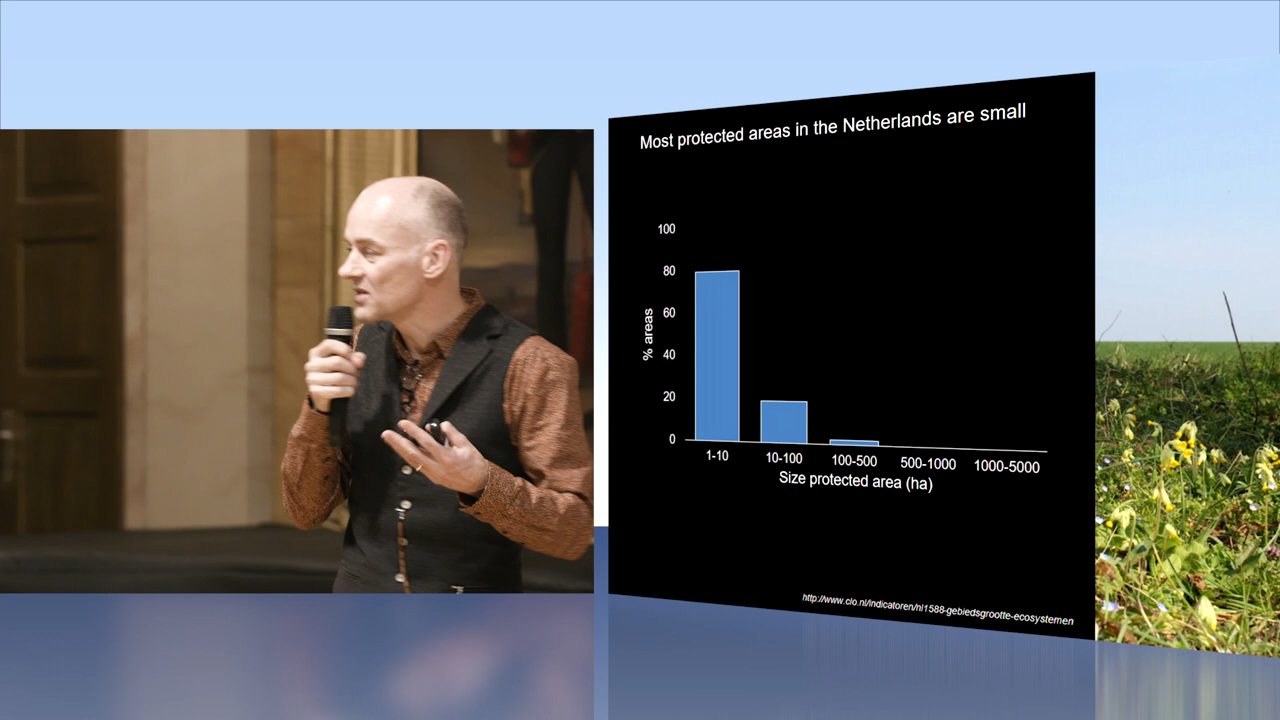 Most protected areas in the Netherlands are small
100
80
60
40
20
0
% areas
1-10 10-100 100-500 500-1000 1000-5000
Size protected area (ha)
http://www.clo.nl/indicatoren/nl1588-gebiedsgrootte-ecosystemen